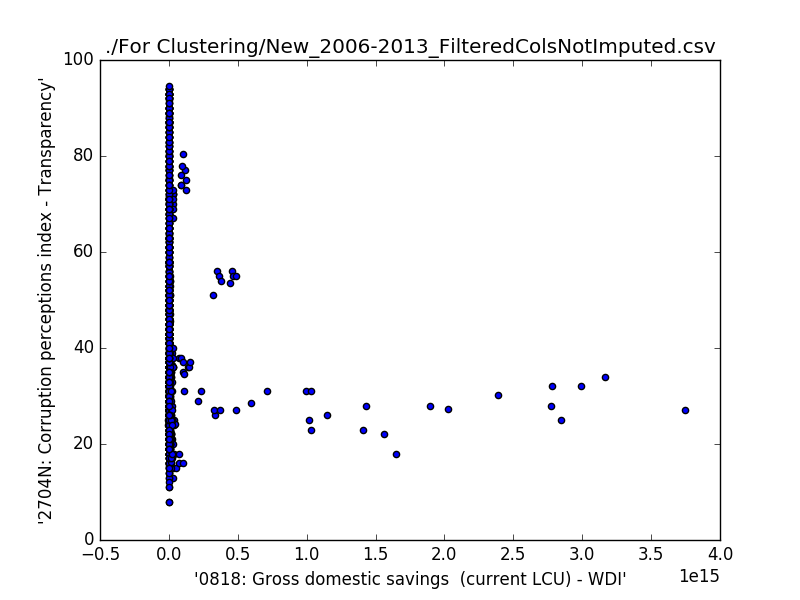 ./For Clustering/New_2006-2013_FilteredColsNotImputed.csv
100
80
60
40
20
0
'2704N: Corruption perceptions index - Transparency'
−0.5 0.0 0.5 1.0 1.5 2.0 2.5 3.0 3.5 4.0
1e15
'0818: Gross domestic savings  (current LCU) - WDI'